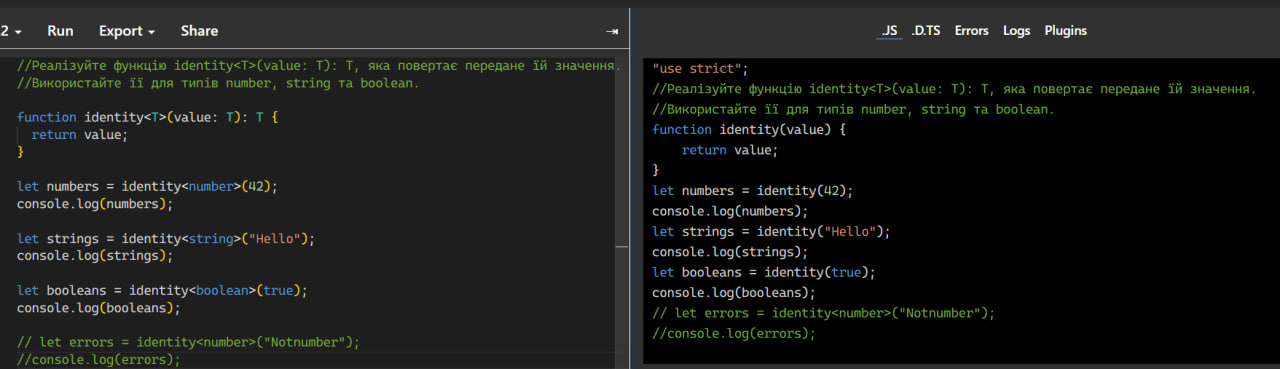 .2 Run Export Share
//Реалізуйте функцію identity<T>(value: T): T, яка повертає передане їй значення.
//Використайте її для типів number, string та boolean.
function identity<T>(value: T): T {
return value;
}
let numbers = identity<number>(42);
console.log(numbers);
let strings = identity<string>("Hello");
console.log(strings);
let booleans = identity<boolean>(true);
console.log(booleans);
// let errors = identity<number>("Notnumber");
//console.log(errors);
.JS .D.TS Errors Logs Plugins
"use strict";
//Реалізуйте функцію identity<T>(value: T): T, яка повертає передане їй значення.
//Використайте її для типів number, string та boolean.
function identity(value) {
return value;
}
let numbers = identity(42);
console.log(numbers);
let strings = identity("Hello");
console.log(strings);
let booleans = identity(true);
console.log(booleans);
// let errors = identity<number>("Notnumber");
//console.log(errors);